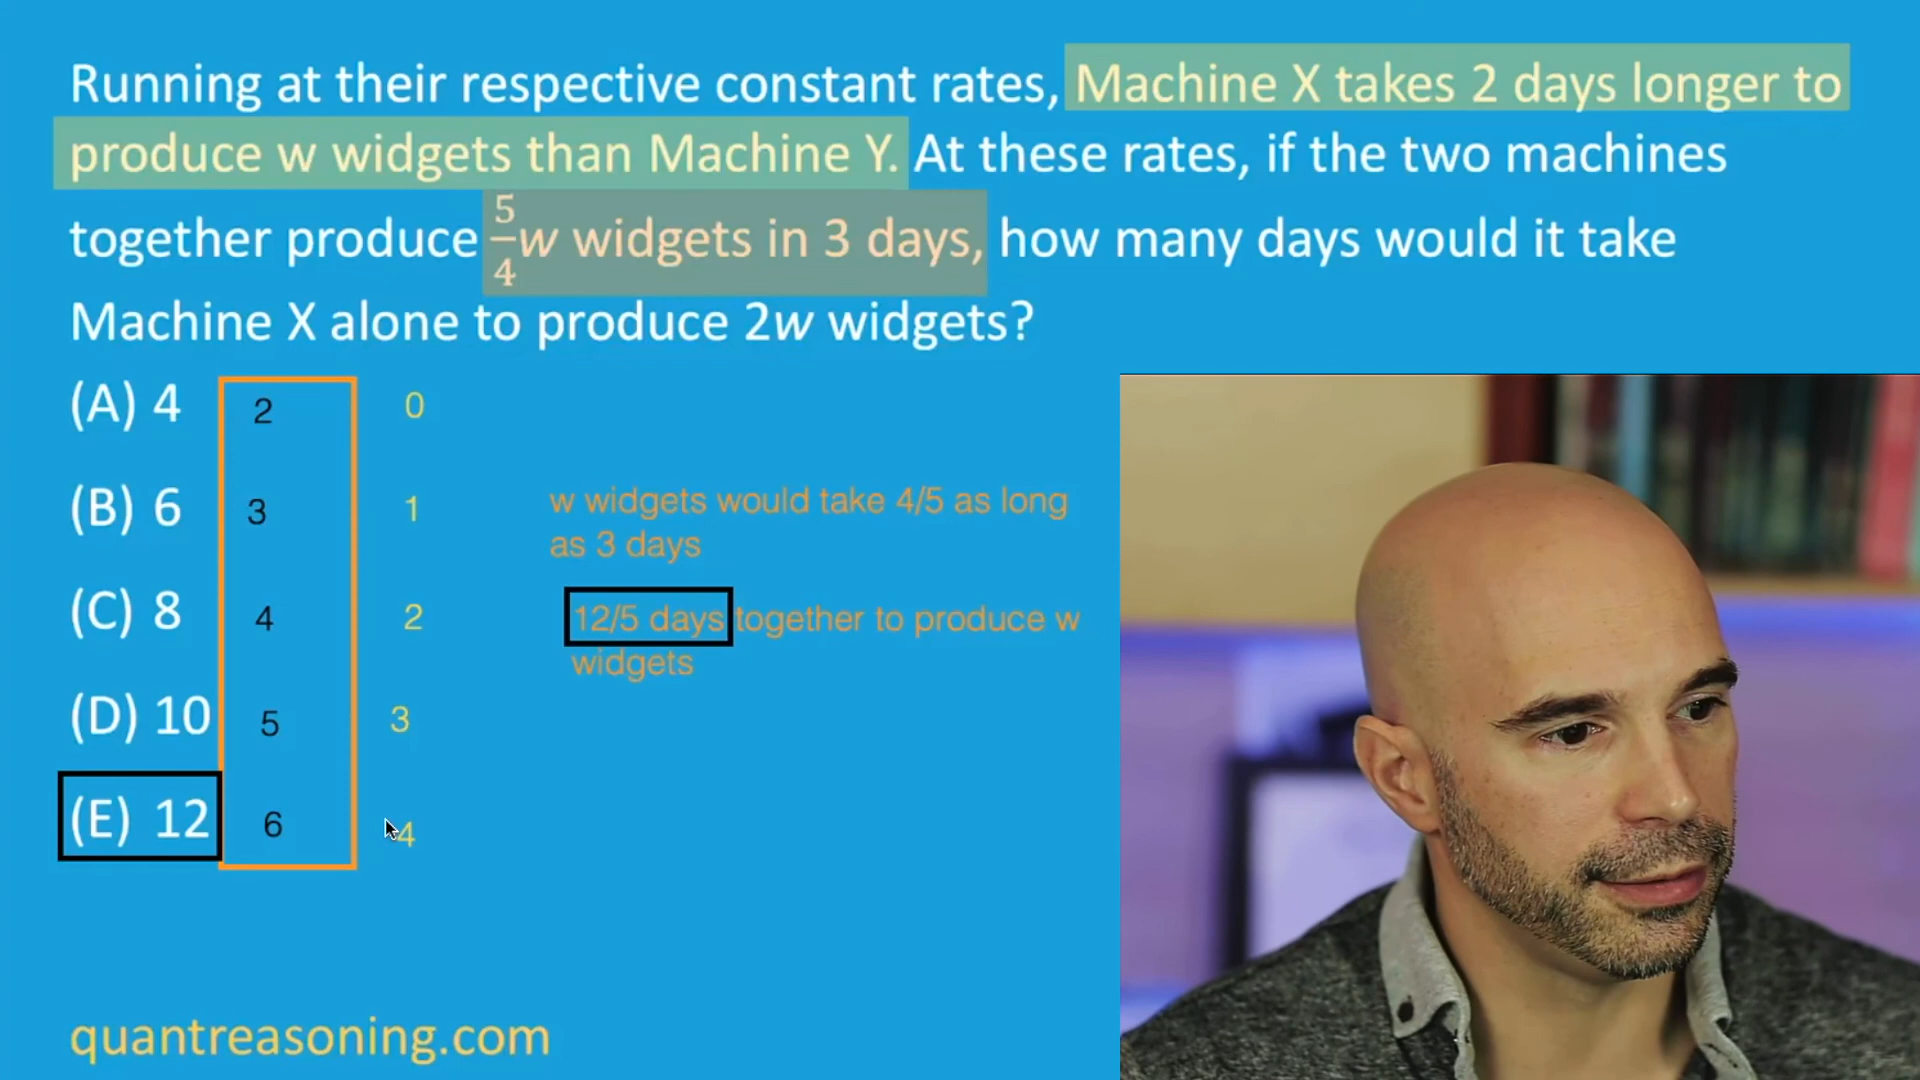 Running at their respective constant rates, Machine X takes 2 days longer to
produce w widgets than Machine Y. At these rates, if the two machines
together produce 5/4 w widgets in 3 days, how many days would it take
Machine X alone to produce 2w widgets?
(A) 4 2 0
(B) 6 3 1
w widgets would take 4/5 as long
as 3 days
(C) 8 4 2
12/5 days together to produce w
widgets
(D) 10 5 3
(E) 12 6 4
quantreasoning.com